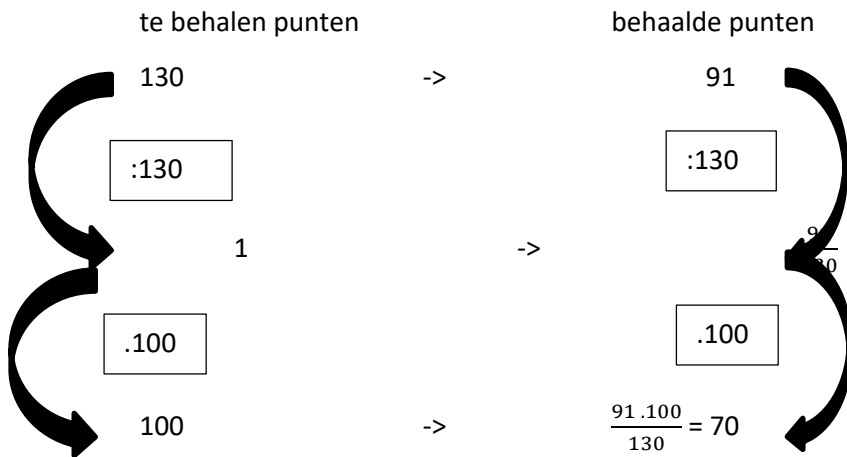 te behalen punten behaalde punten
130 -> 91
:130 :130
1 ->
.100 .100
100 -> 91 .100 / 130 = 70